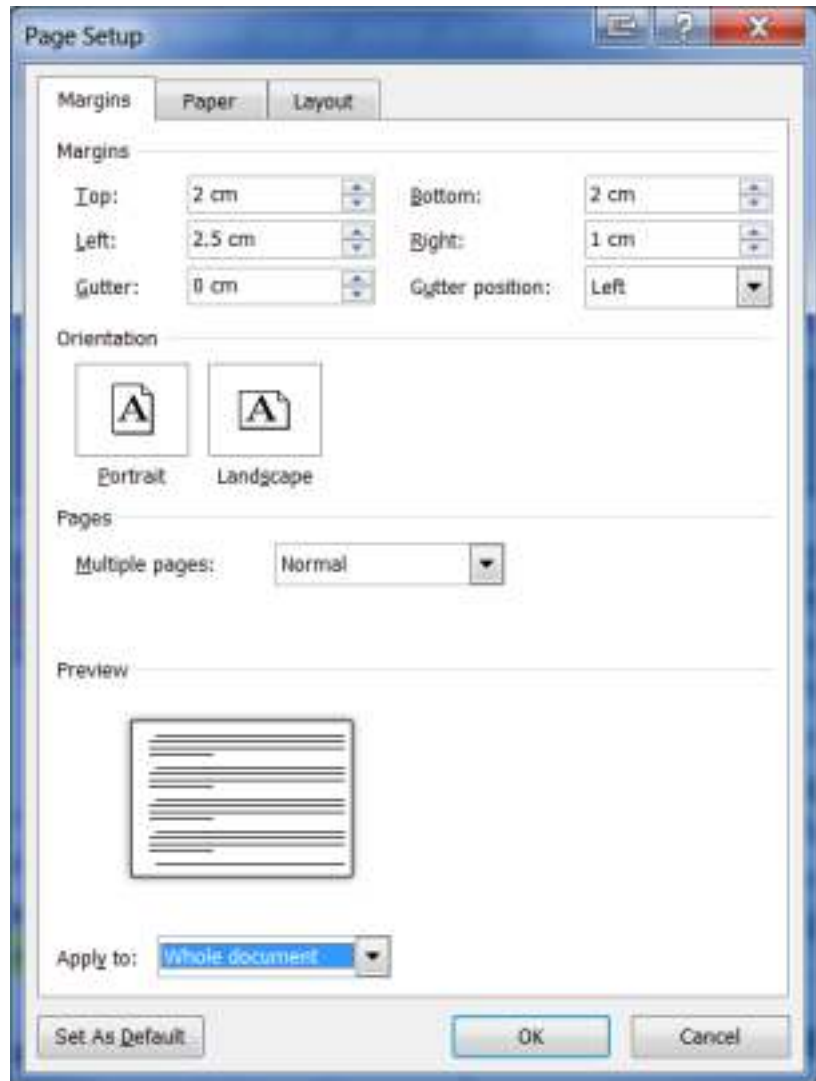 Page Setup
Margins Paper Layout
Margins
Top: 2 cm Bottom: 2 cm
Left: 2.5 cm Right: 1 cm
Gutter: 0 cm Gutter position: Left
Orientation
A A
Portrait Landscape
Pages
Multiple pages: Normal
Preview
Apply to: Whole document
Set As Default OK Cancel